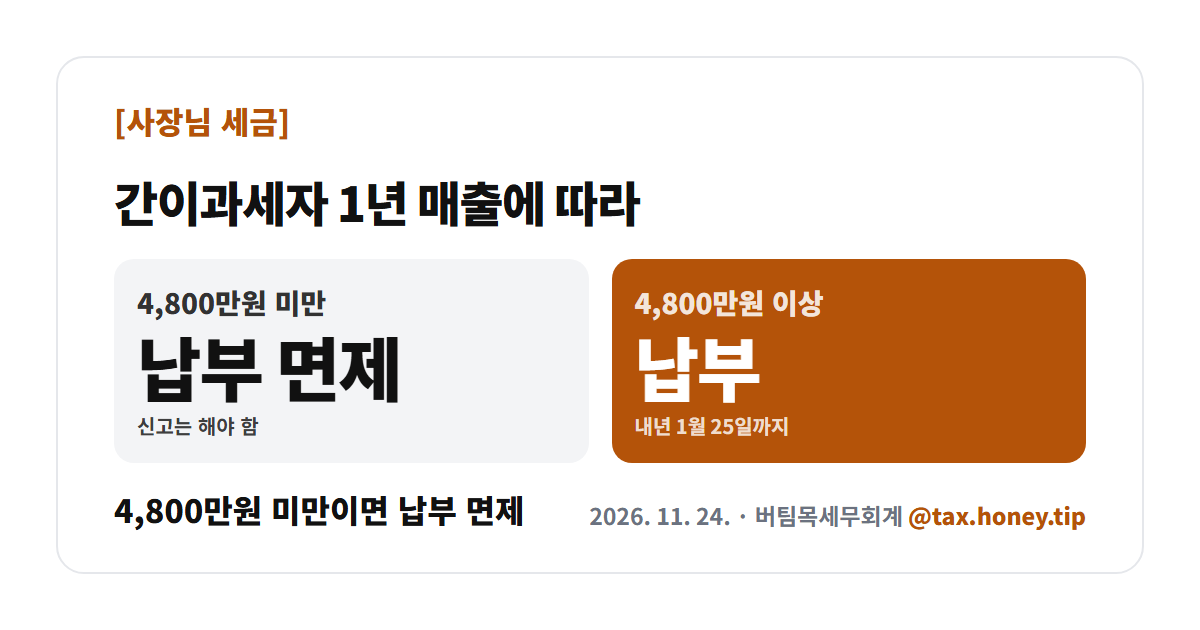 [사장님 세금]
간이과세자 1년 매출에 따라
4,800만원 미만
납부 면제
신고는 해야 함
4,800만원 이상
납부
내년 1월 25일까지
4,800만원 미만이면 납부 면제
2026. 11. 24. · 버팀목세무회계 @tax.honey.tip